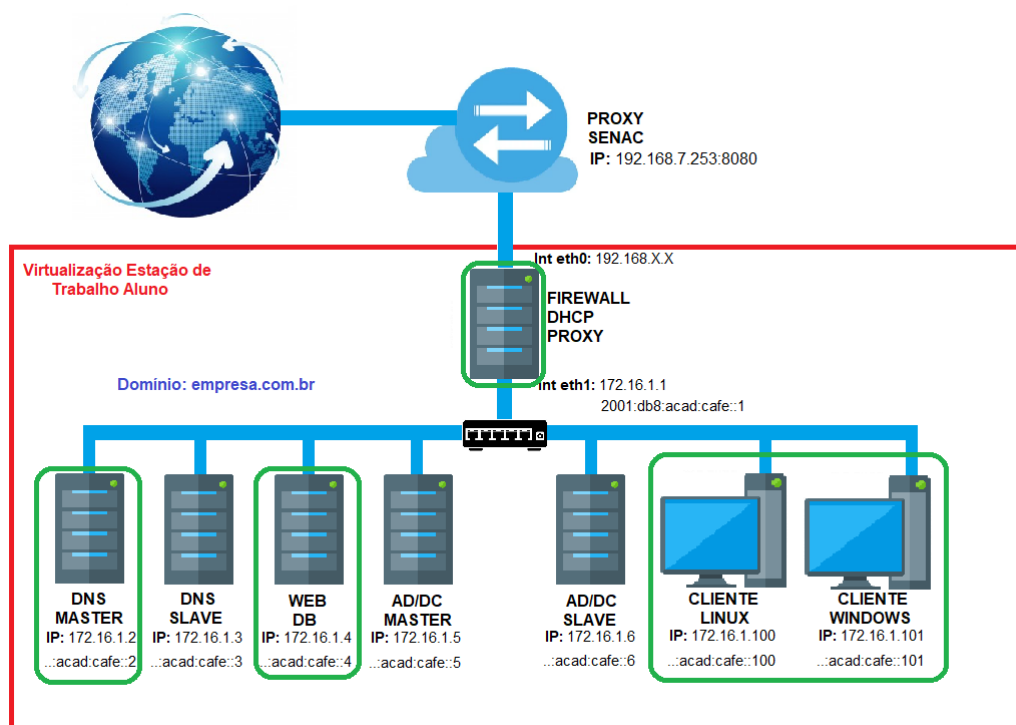 PROXY
SENAC
IP: 192.168.7.253:8080
Virtualização Estação de
Trabalho Aluno
Int eth0: 192.168.X.X
FIREWALL
DHCP
PROXY
Domínio: empresa.com.br
Int eth1: 172.16.1.1
2001:db8:acad:cafe::1
DNS
MASTER
IP: 172.16.1.2
..:acad:cafe::2
DNS
SLAVE
IP: 172.16.1.3
..:acad:cafe::3
WEB
DB
IP: 172.16.1.4
..:acad:cafe::4
AD/DC
MASTER
IP: 172.16.1.5
..:acad:cafe::5
AD/DC
SLAVE
IP: 172.16.1.6
..:acad:cafe::6
CLIENTE
LINUX
IP: 172.16.1.100
..:acad:cafe::100
CLIENTE
WINDOWS
IP: 172.16.1.101
..:acad:cafe::101